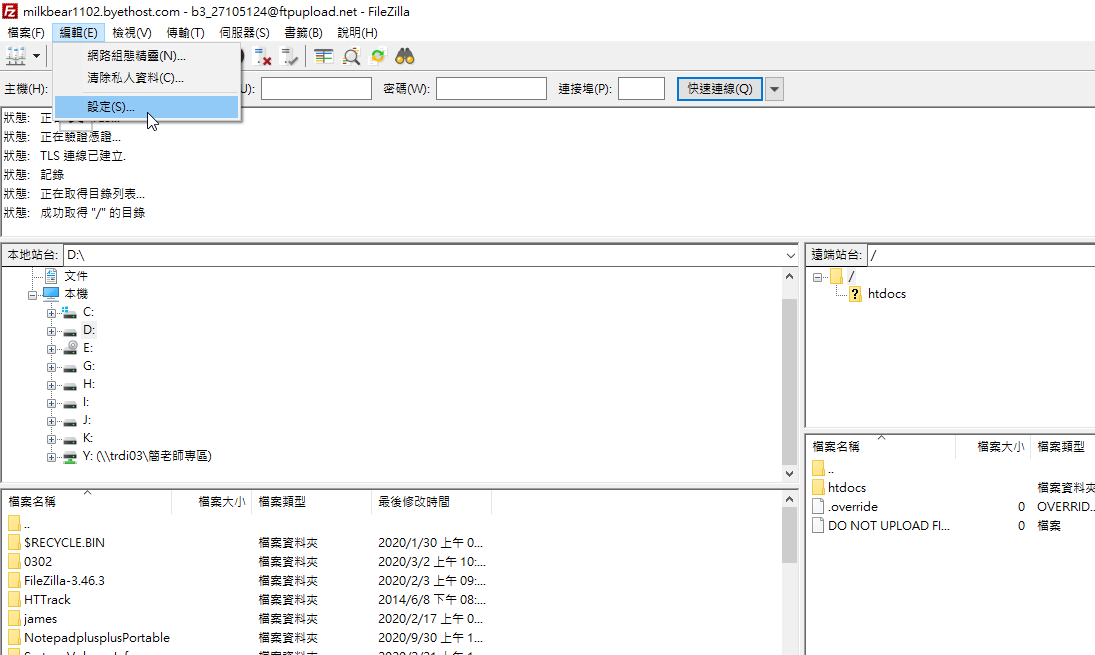 milkbear1102.byethost.com - b3_27105124@ftpupload.net - FileZilla
檔案(F) 編輯(E) 檢視(V) 傳輸(T) 伺服器(S) 書籤(B) 說明(H)
網路組態精靈(N)...
清除私人資料(C)...
設定(S)...
主機(H): U): 密碼(W): 連接埠(P): 快速連線(Q)
狀態:
狀態: 正在驗證憑證...
狀態: TLS 連線已建立.
狀態: 記錄
狀態: 正在取得目錄列表...
狀態: 成功取得 "/" 的目錄
本地站台: D:\
文件
本機
C:
D:
E:
G:
H:
I:
J:
K:
Y: (\\trdi03\簡老師專區)
遠端站台: /
/
? htdocs
檔案名稱 檔案大小 檔案類型 最後修改時間
..
$RECYCLE.BIN 檔案資料夾 2020/1/30 上午 0...
0302 檔案資料夾 2020/3/2 上午 10:...
FileZilla-3.46.3 檔案資料夾 2020/2/3 上午 09:...
HTTrack 檔案資料夾 2014/6/8 下午 08:...
james 檔案資料夾 2020/2/17 上午 0...
NotepadplusplusPortable 檔案資料夾 2020/9/30 上午 1...
檔案名稱 檔案大小 檔案類型
..
htdocs 檔案資料夾
.override 0 OVERRID...
DO NOT UPLOAD FI... 0 檔案